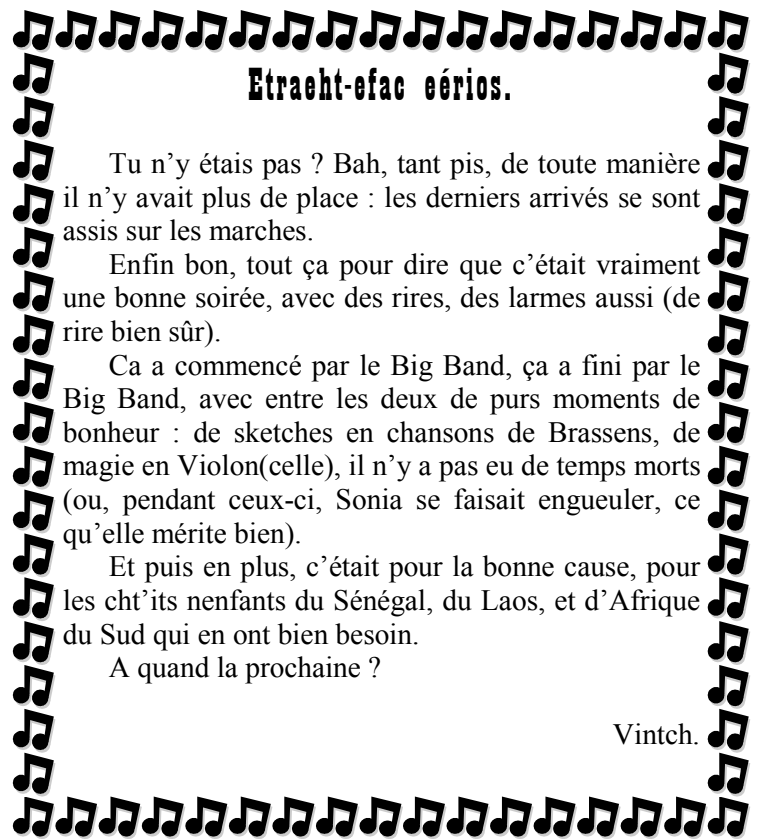 Etraeht-efac eérios.
Tu n’y étais pas ? Bah, tant pis, de toute manière
il n’y avait plus de place : les derniers arrivés se sont
assis sur les marches.
Enfin bon, tout ça pour dire que c’était vraiment
une bonne soirée, avec des rires, des larmes aussi (de
rire bien sûr).
Ca a commencé par le Big Band, ça a fini par le
Big Band, avec entre les deux de purs moments de
bonheur : de sketches en chansons de Brassens, de
magie en Violon(celle), il n’y a pas eu de temps morts
(ou, pendant ceux-ci, Sonia se faisait engueuler, ce
qu’elle mérite bien).
Et puis en plus, c’était pour la bonne cause, pour
les cht’its nenfants du Sénégal, du Laos, et d’Afrique
du Sud qui en ont bien besoin.
A quand la prochaine ?
Vintch.